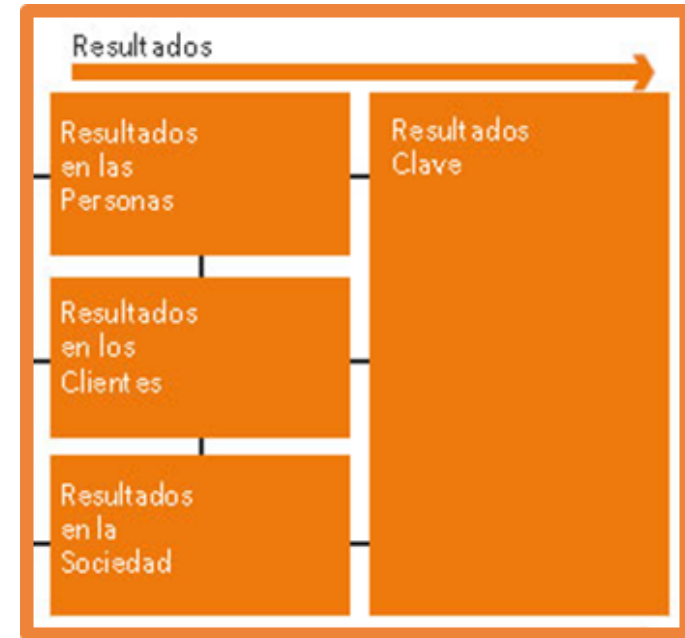 Resultados
Resultados
en las
Personas
Resultados
Clave
Resultados
en los
Clientes
Resultados
en la
Sociedad